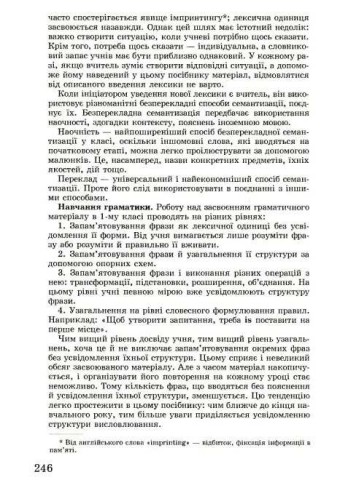 часто спостерігається явище імпринтингу*; лексична одиниця
засвоюється назавжди. Однак цей шлях має істотний недолік:
важко створити ситуацію, коли учневі потрібно щось сказати.
Крім того, потреба щось сказати — індивідуальна, а словнико-
вий запас учнів має бути приблизно однаковий. У кожному ра-
зі, якщо вчитель зуміє створити відповідні ситуації, а допомо-
же йому наведений у цьому посібнику матеріал, відмовлятися
від описаного введення лексики не варто.
Коли ініціатором уведення нової лексики є вчитель, він вико-
ристовує різноманітні безперекладні способи семантизації, поєд-
нує їх. Безперекладна семантизація передбачає використання
наочності, здогадки контексту, пояснень іноземною мовою.
Наочність — найпоширеніший спосіб безперекладної семан-
тизації у класі, оскільки іншомовні слова, які вводяться на
початковому етапі, можна легко проілюструвати за допомогою
малюнків. Це, насамперед, назви конкретних предметів, їхніх
якостей, дій тощо.
Переклад — універсальний і найекономніший спосіб семан-
тизації. Проте його слід використовувати в поєднанні з інши-
ми способами.
Навчання граматики. Роботу над засвоєнням граматичного
матеріалу в 1-му класі проводять на різних рівнях:
1. Запам'ятовування фрази як лексичної одиниці без усві-
домлення її форми. Від учня вимагається лише розуміти фра-
зу або розуміти й правильно її вживати.
2. Запам'ятовування фрази й узагальнення її структури за
допомогою опорних схем.
3. Запам'ятовування фрази і виконання різних операцій з
нею: трансформації, підстановки, розширення, об'єднання. На
цьому рівні учні певною мірою вже усвідомлюють структуру
фрази.
4. Узагальнення на рівні словесного формулювання правил.
Наприклад: «Щоб утворити запитання, треба is поставити на
перше місце».
Чим вищий рівень досвіду учня, тим вищий рівень узагаль-
нень, хоча це й не виключає запам'ятовування окремих фраз
без усвідомлення їхньої структури. Цьому сприяє і невеликий
обсяг засвоюваного матеріалу. Але з часом матеріал накопичу-
ється, і організувати його повторення на кожному уроці стає
неможливо. Тому кількість фраз, що вводяться без пояснення
й усвідомлення їхньої структури, зменшується. Цю тенденцію
легко простежити в цьому посібнику: чим ближче до кінця на-
вчального року, тим більше уваги приділяється усвідомленню
структури висловлювання.
* Від англійського слова «imprinting» — відбиток, фіксація інформації в
пам'яті.
246